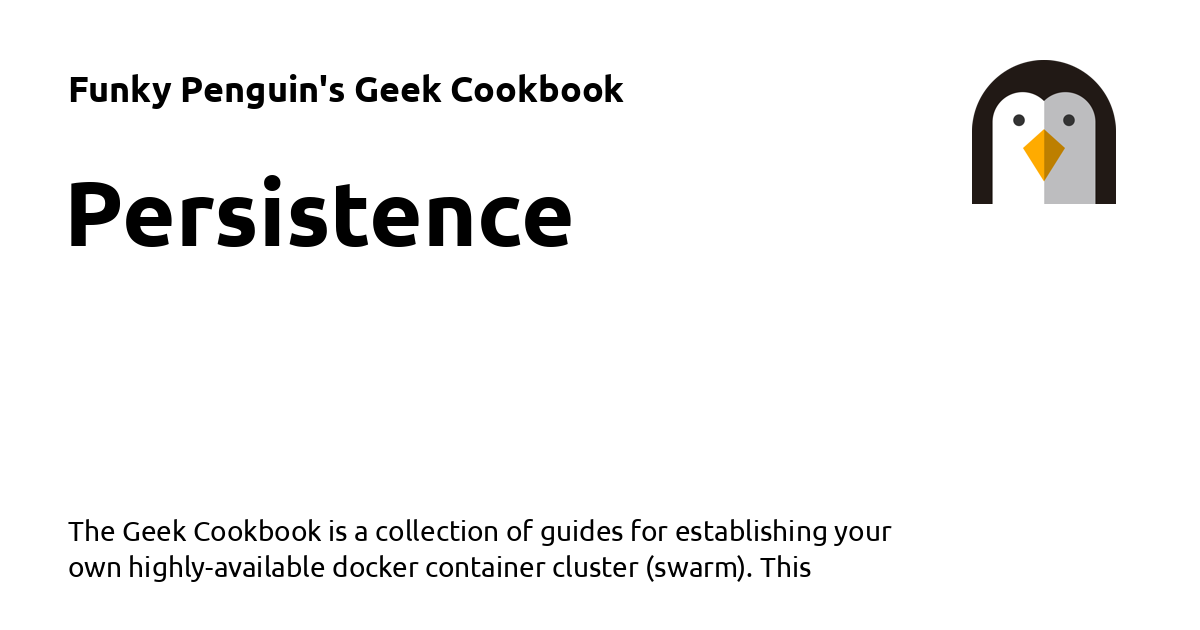 Funky Penguin's Geek Cookbook
Persistence
The Geek Cookbook is a collection of guides for establishing your
own highly-available docker container cluster (swarm). This